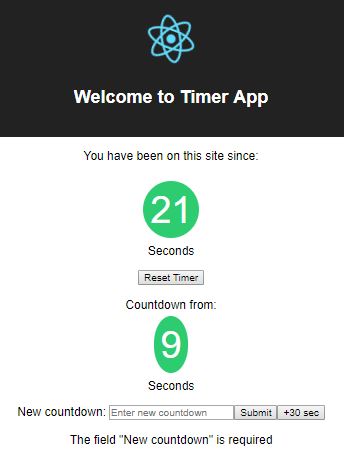 Welcome to Timer App
You have been on this site since:
21
Seconds
Reset Timer
Countdown from:
9
Seconds
New countdown: Enter new countdown Submit +30 sec
The field "New countdown" is required